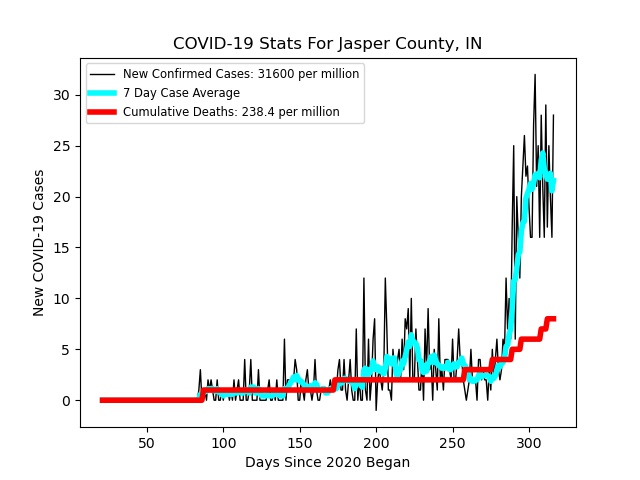 COVID-19 Stats For Jasper County, IN
New Confirmed Cases: 31600 per million
7 Day Case Average
Cumulative Deaths: 238.4 per million
New COVID-19 Cases
30
25
20
15
10
5
0
50
100
150
200
250
300
Days Since 2020 Began